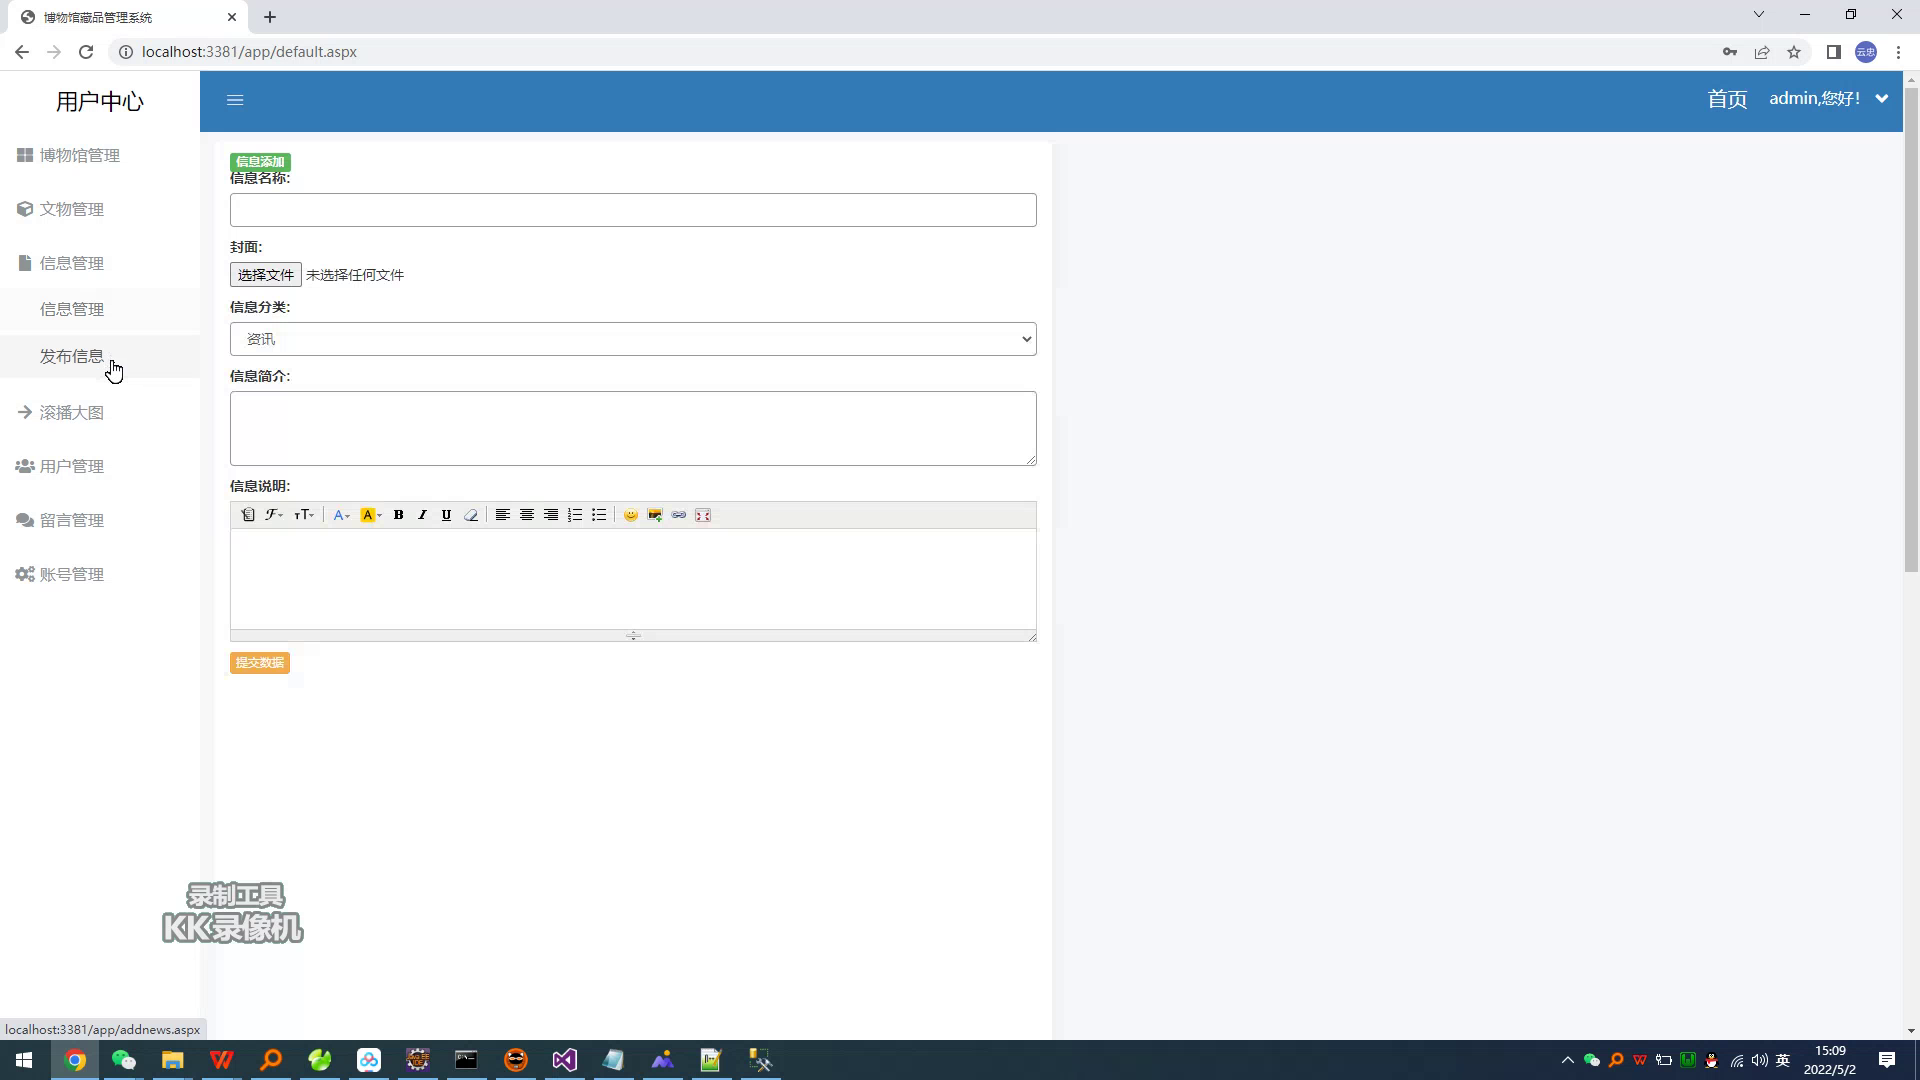 博物馆藏品管理系统
localhost:3381/app/default.aspx
云忠
用户中心
首页
admin,您好!
博物馆管理
文物管理
信息管理
信息管理
发布信息
滚播大图
用户管理
留言管理
账号管理
信息添加
信息名称:
封面:
选择文件 未选择任何文件
信息分类:
资讯
信息简介:
信息说明:
提交数据
录制工具
KK录像机
localhost:3381/app/addnews.aspx
英
15:09
2022/5/2